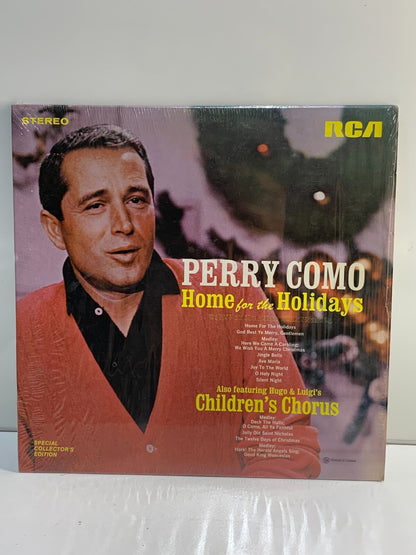 STEREO
RCA
PERRY COMO
Home for the Holidays
Home For The Holidays
God Rest Ye Merry, Gentlemen
Medley:
Here We Come A Caroling;
We Wish You A Merry Christmas
Jingle Bells
Ave Maria
Joy To The World
O Holy Night
Silent Night
Also featuring Hugo & Luigi's
Children's Chorus
Medley:
Deck The Halls;
O Come, All Ye Faithful
Jolly Old Saint Nicholas
The Twelve Days of Christmas
Medley:
Hark! The Herald Angels Sing;
Good King Wenceslas
SPECIAL
COLLECTOR'S
EDITION